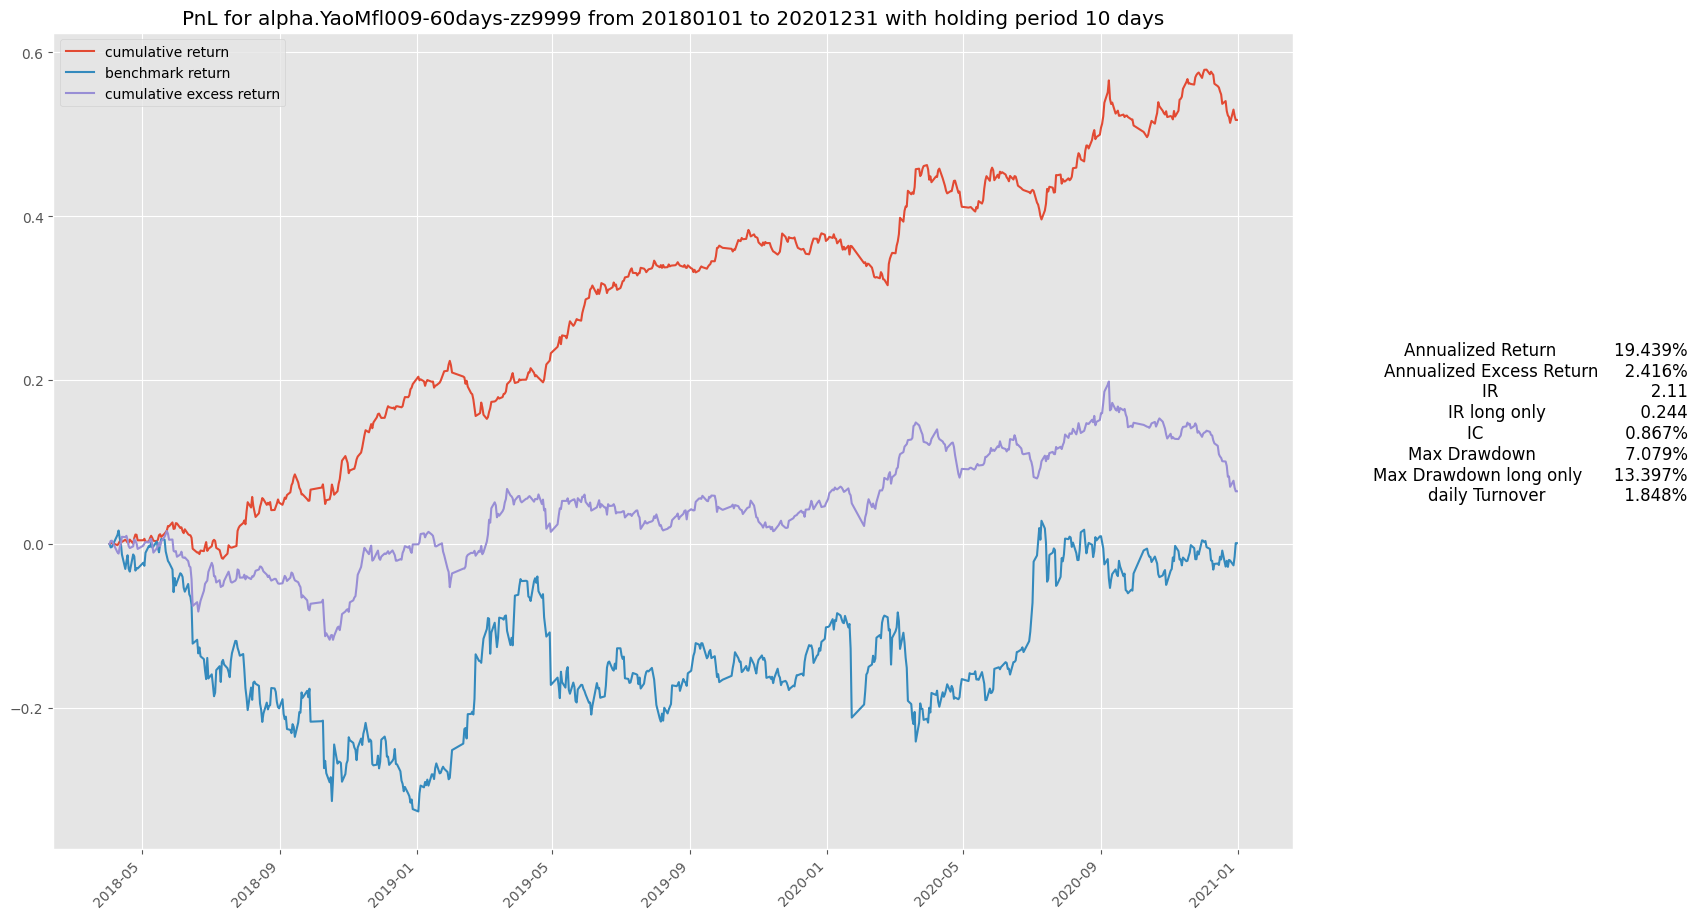 PnL for alpha.YaoMfl009-60days-zz9999 from 20180101 to 20201231 with holding period 10 days
cumulative return
benchmark return
cumulative excess return
0.6
0.4
0.2
0.0
−0.2
2018-05
2018-09
2019-01
2019-05
2019-09
2020-01
2020-05
2020-09
2021-01
Annualized Return 19.439%
Annualized Excess Return 2.416%
IR 2.11
IR long only 0.244
IC 0.867%
Max Drawdown 7.079%
Max Drawdown long only 13.397%
daily Turnover 1.848%